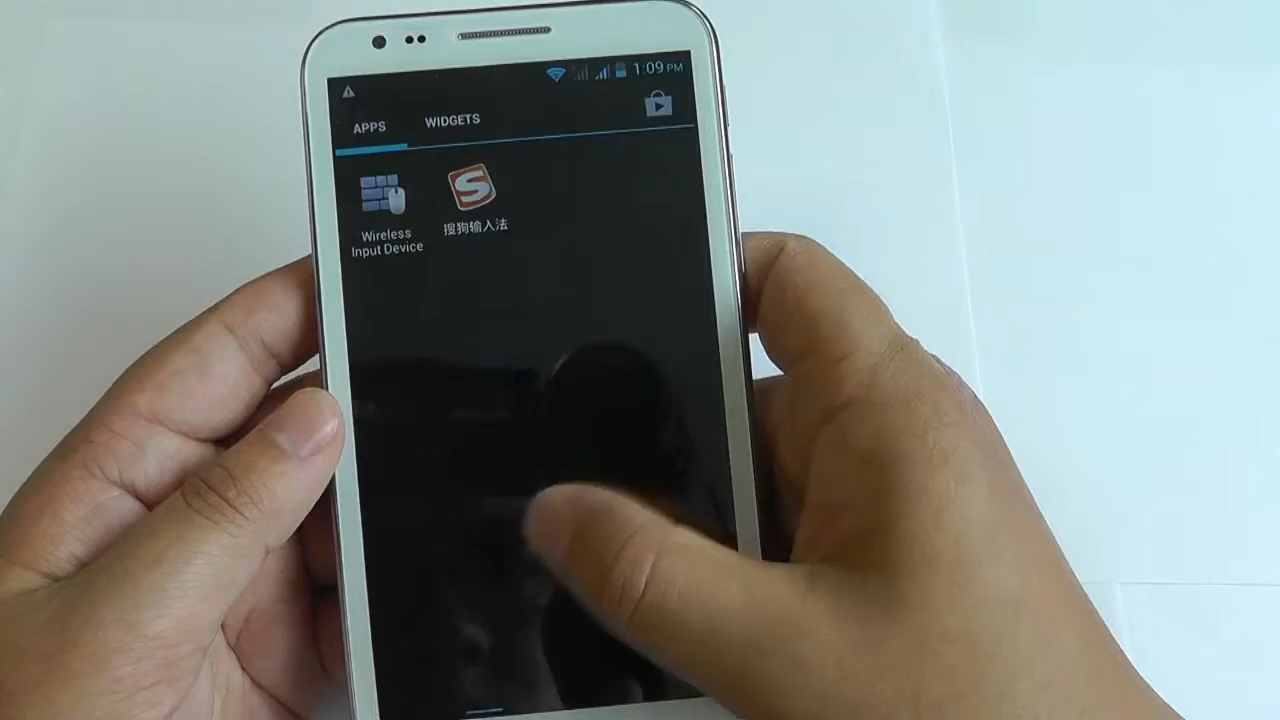 1:09 PM
APPS
WIDGETS
S
Wireless
Input Device
搜狗输入法